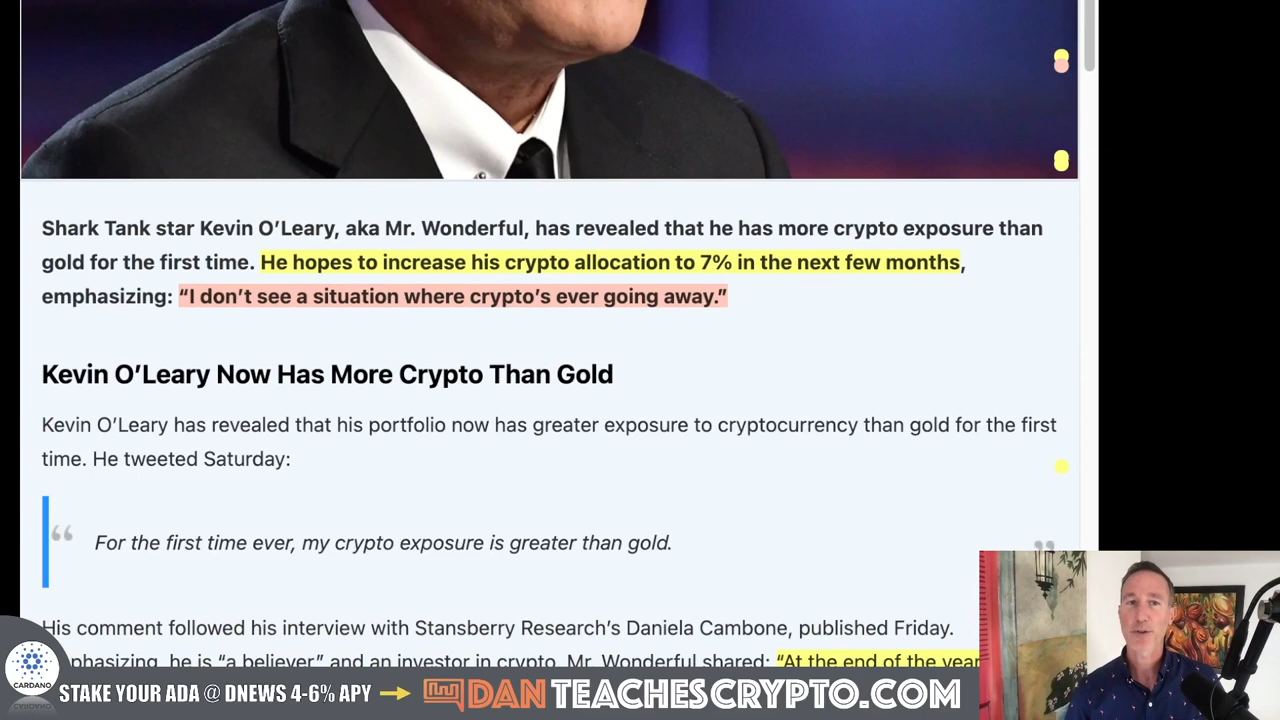 Shark Tank star Kevin O’Leary, aka Mr. Wonderful, has revealed that he has more crypto exposure than
gold for the first time. He hopes to increase his crypto allocation to 7% in the next few months,
emphasizing: “I don’t see a situation where crypto’s ever going away.”
Kevin O’Leary Now Has More Crypto Than Gold
Kevin O’Leary has revealed that his portfolio now has greater exposure to cryptocurrency than gold for the first
time. He tweeted Saturday:
“ For the first time ever, my crypto exposure is greater than gold. ”
His comment followed his interview with Stansberry Research’s Daniela Cambone, published Friday.
he is “a believer” and an investor in crypto, Mr. Wonderful shared: “At the end of the year
CARDANO
STAKE YOUR ADA @ DNEWS 4-6% APY
DANTEACHESCRYPTO.COM